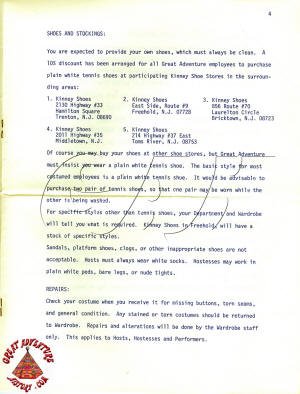 4
SHOES AND STOCKINGS:
You are expected to provide your own shoes, which must always be clean. A
10% discount has been arranged for all Great Adventure employees to purchase
plain white tennis shoes at participating Kinney Shoe Stores in the surroun-
ding areas:
1. Kinney Shoes
2130 Highway #33
Hamilton Square
Trenton, N.J. 08690
2. Kinney Shoes
East Side, Route #9
Freehold, N.J. 07728
3. Kinney Shoes
856 Route #70
Laurelton Circle
Bricktown, N.J. 08723
4. Kinney Shoes
2011 Highway #35
Middletown, N.J.
5. Kinney Shoes
214 Highway #37 East
Toms River, N.J. 08753
Of course you may buy your shoes at other shoe stores, but Great Adventure
must insist you wear a plain white tennis shoe. The basic style for most
costumed employees is a plain white tennis shoe. It would be advisable to
purchase two pair of tennis shoes, so that one pair may be worn while the
other is being washed.
For specific styles other than tennis shoes, your Department and Wardrobe
will tell you what is required. Kinney Shoes in Freehold, will have a
stock of specific styles.
Sandals, platform shoes, clogs, or other inappropriate shoes are not
acceptable. Hosts must always wear white socks. Hostesses may work in
plain white peds, bare legs, or nude tights.
REPAIRS:
Check your costume when you receive it for missing buttons, torn seams,
and general condition. Any stained or torn costumes should be returned
to Wardrobe. Repairs and alterations will be done by the Wardrobe staff
only. This applies to Hosts, Hostesses and Performers.
GREAT ADVENTURE
HISTORY.COM